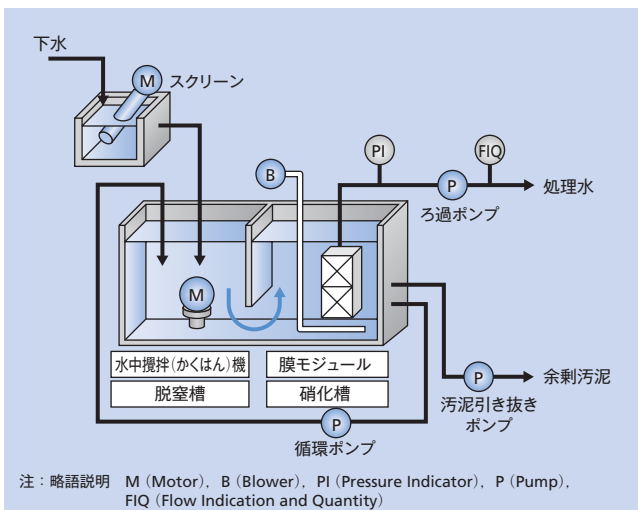 下水
M
スクリーン
PI
FIQ
B
P
処理水
ろ過ポンプ
M
水中攪拌(かくはん)機
膜モジュール
脱窒槽
硝化槽
P
余剰汚泥
汚泥引き抜き
ポンプ
P
循環ポンプ
注：略語説明 M（Motor），B（Blower），PI（Pressure Indicator），P（Pump），
FIQ（Flow Indication and Quantity）